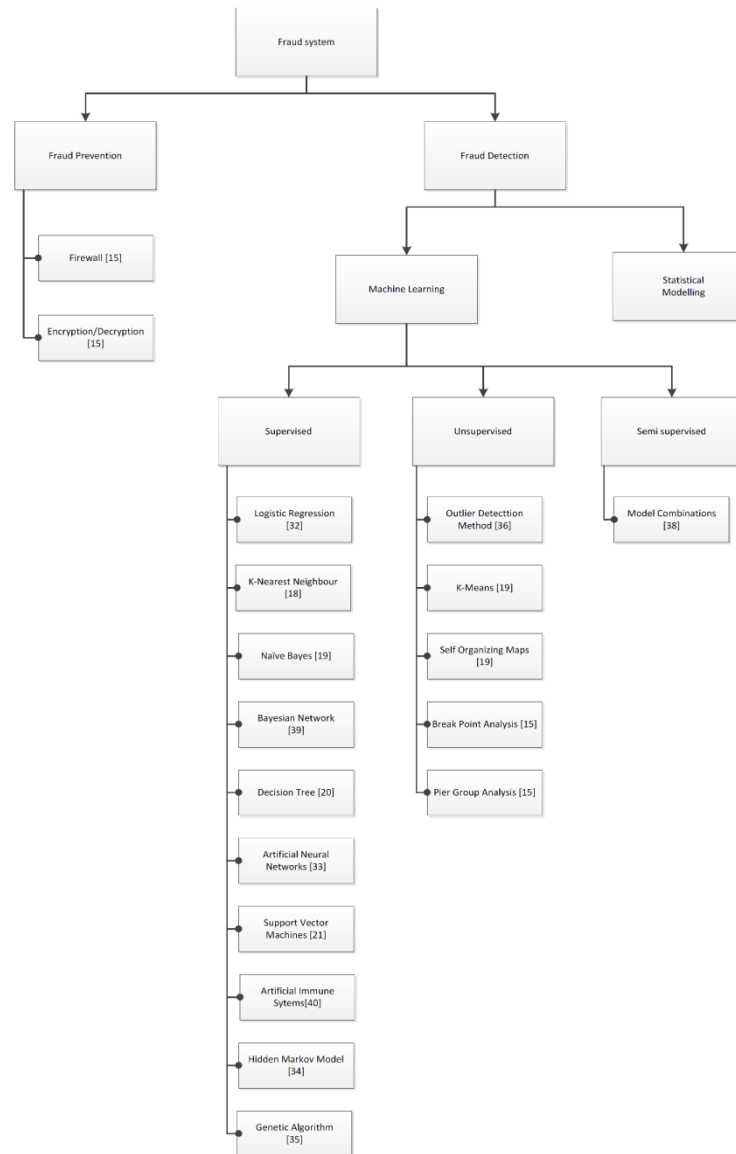 Fraud system
Fraud Prevention
Fraud Detection
Firewall [15]
Encryption/Decryption
[15]
Machine Learning
Statistical
Modelling
Supervised
Unsupervised
Semi supervised
Logistic Regression
[32]
K-Nearest Neighbour
[18]
Naïve Bayes [19]
Bayesian Network
[39]
Decision Tree [20]
Artificial Neural
Networks [33]
Support Vector
Machines [21]
Artificial Immune
Sytems[40]
Hidden Markov Model
[34]
Genetic Algorithm
[35]
Outlier Detecttion
Method [36]
K-Means [19]
Self Organizing Maps
[19]
Break Point Analysis [15]
Pier Group Analysis [15]
Model Combinations
[38]